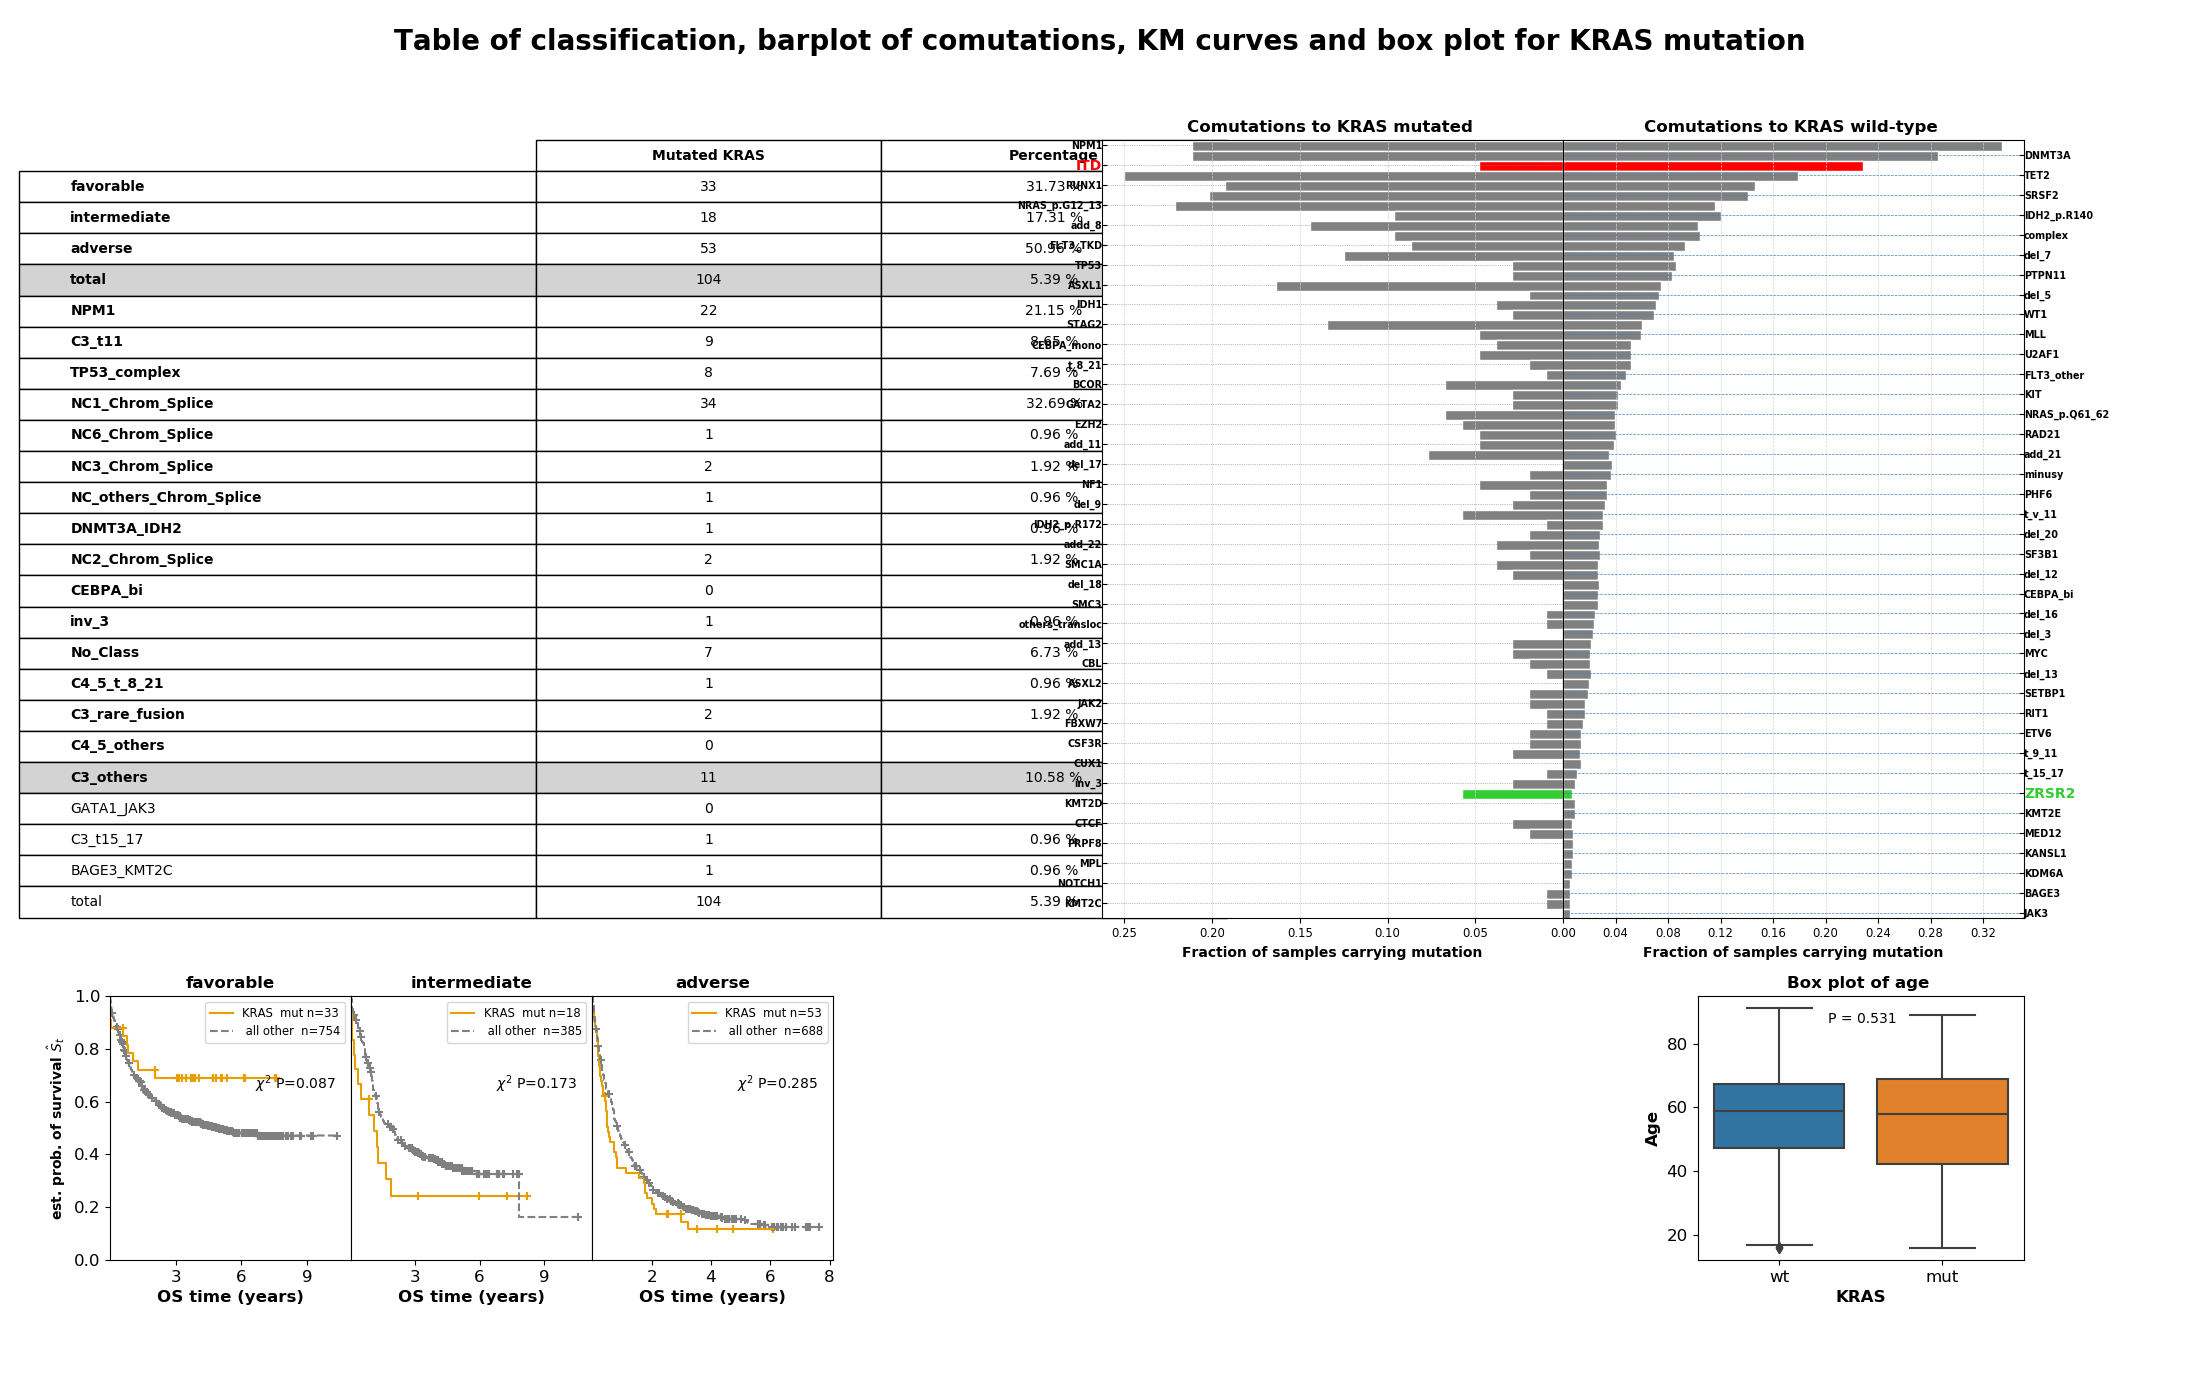 Table of classification, barplot of comutations, KM curves and box plot for KRAS mutation
Mutated KRAS Percentage
favorable 33 31.73 %
intermediate 18 17.31 %
adverse 53 50.96 %
total 104 5.39 %
NPM1 22 21.15 %
C3_t11 9 8.65 %
TP53_complex 8 7.69 %
NC1_Chrom_Splice 34 32.69 %
NC6_Chrom_Splice 1 0.96 %
NC3_Chrom_Splice 2 1.92 %
NC_others_Chrom_Splice 1 0.96 %
DNMT3A_IDH2 1 0.96 %
NC2_Chrom_Splice 2 1.92 %
CEBPA_bi 0
inv_3 1 0.96 %
No_Class 7 6.73 %
C4_5_t_8_21 1 0.96 %
C3_rare_fusion 2 1.92 %
C4_5_others 0
C3_others 11 10.58 %
GATA1_JAK3 0
C3_t15_17 1 0.96 %
BAGE3_KMT2C 1 0.96 %
total 104 5.39 %
Comutations to KRAS mutated
Comutations to KRAS wild-type
NPM1
ITD
RUNX1
NRAS_p.G12_13
add_8
FLT3_TKD
TP53
ASXL1
IDH1
STAG2
CEBPA_mono
t_8_21
BCOR
GATA2
EZH2
add_11
del_17
NF1
del_9
IDH2_p.R172
add_22
SMC1A
del_18
SMC3
others_transloc
add_13
CBL
ASXL2
JAK2
FBXW7
CSF3R
CUX1
inv_3
KMT2D
CTCF
PRPF8
MPL
NOTCH1
KMT2C
DNMT3A
TET2
SRSF2
IDH2_p.R140
complex
del_7
PTPN11
del_5
WT1
MLL
U2AF1
FLT3_other
KIT
NRAS_p.Q61_62
RAD21
add_21
minusy
PHF6
t_v_11
del_20
SF3B1
del_12
CEBPA_bi
del_16
del_3
MYC
del_13
SETBP1
RIT1
ETV6
t_9_11
t_15_17
ZRSR2
KMT2E
MED12
KANSL1
KDM6A
BAGE3
JAK3
0.25 0.20 0.15 0.10 0.05 0.00 0.04 0.08 0.12 0.16 0.20 0.24 0.28 0.32
Fraction of samples carrying mutation
Fraction of samples carrying mutation
favorable
KRAS mut n=33
all other n=754
χ² P=0.087
1.0
0.8
0.6
0.4
0.2
0.0
est. prob. of survival Ŝt
3 6 9
OS time (years)
intermediate
KRAS mut n=18
all other n=385
χ² P=0.173
3 6 9
OS time (years)
adverse
KRAS mut n=53
all other n=688
χ² P=0.285
2 4 6 8
OS time (years)
Box plot of age
P = 0.531
80
60
40
20
Age
wt mut
KRAS